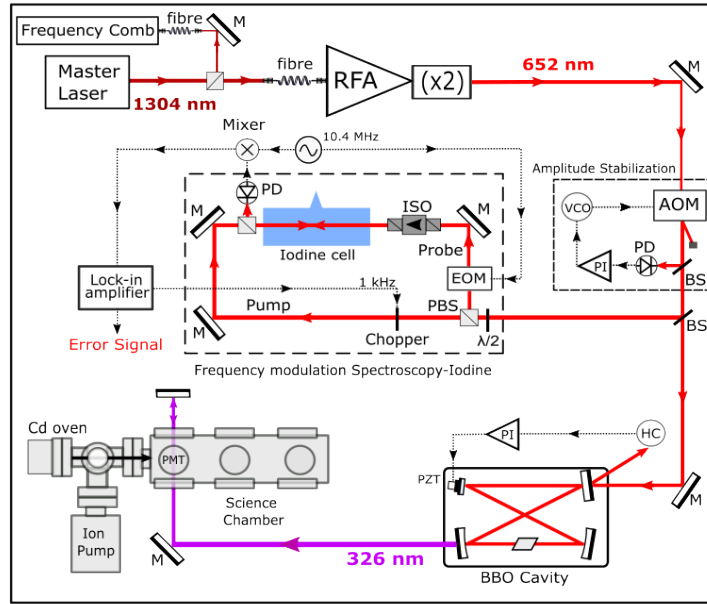 Frequency Comb
fibre
M
Master
Laser
1304 nm
fibre
RFA
(x2)
652 nm
M
Mixer
10.4 MHz
Amplitude Stabilization
VCO
AOM
PI
PD
BS
PD
M
ISO
M
Iodine cell
Probe
EOM
Lock-in
amplifier
1 kHz
Error Signal
M
Pump
PBS
Chopper
λ/2
BS
Frequency modulation Spectroscopy-Iodine
Cd oven
PMT
Ion
Pump
Science
Chamber
M
326 nm
PI
HC
PZT
M
BBO Cavity